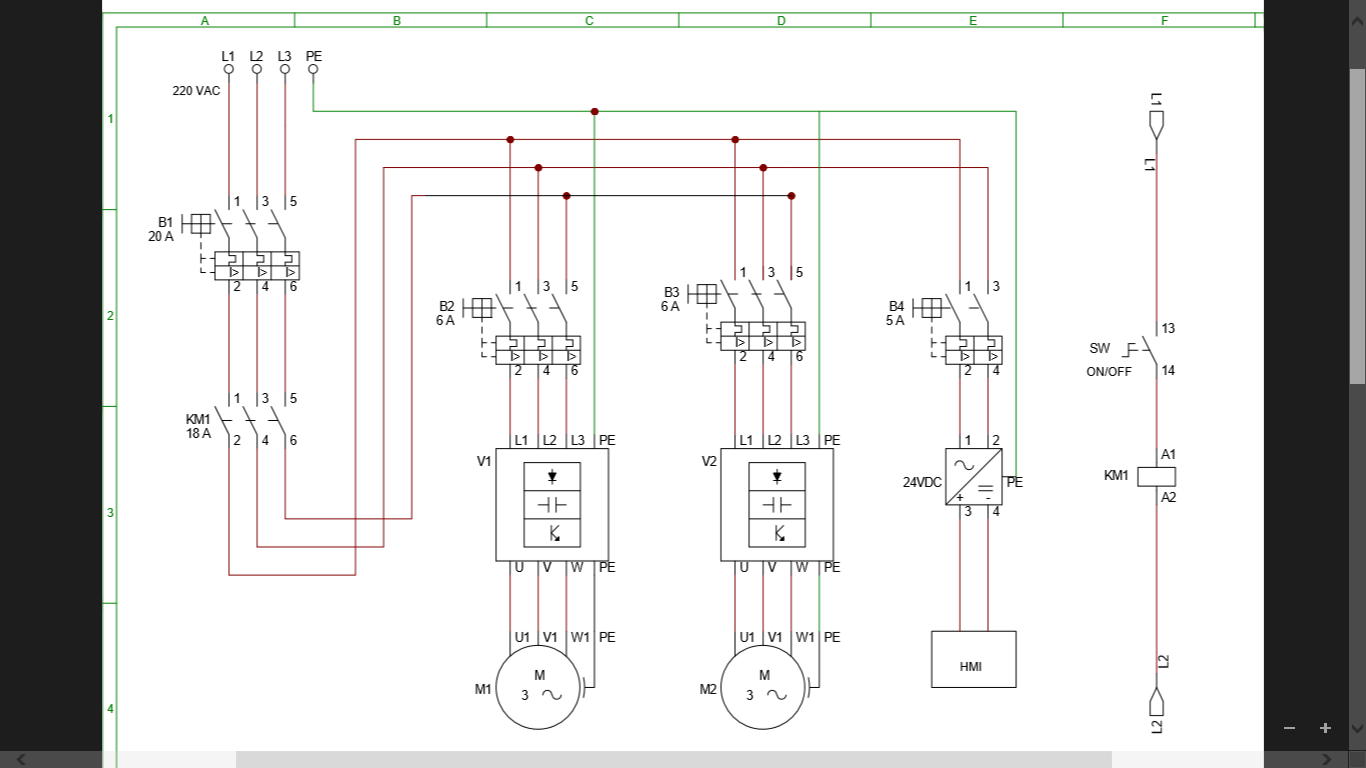 A B C D E F
L1 L2 L3 PE
220 VAC
L1
1
L1
1 3 5
B1
20 A
2 4 6
1 3 5
B2
6 A
2 4 6
1 3 5
B3
6 A
2 4 6
1 3
B4
5 A
2 4
2
13
SW
ON/OFF
14
1 3 5
KM1
18 A
2 4 6
L1 L2 L3 PE
V1
L1 L2 L3 PE
V2
1 2
24VDC
PE
+ -
3 4
A1
KM1
A2
3
U V W PE
U V W PE
U1 V1 W1 PE
U1 V1 W1 PE
M
M1
3
M
M2
3
HMI
L2
L2
4